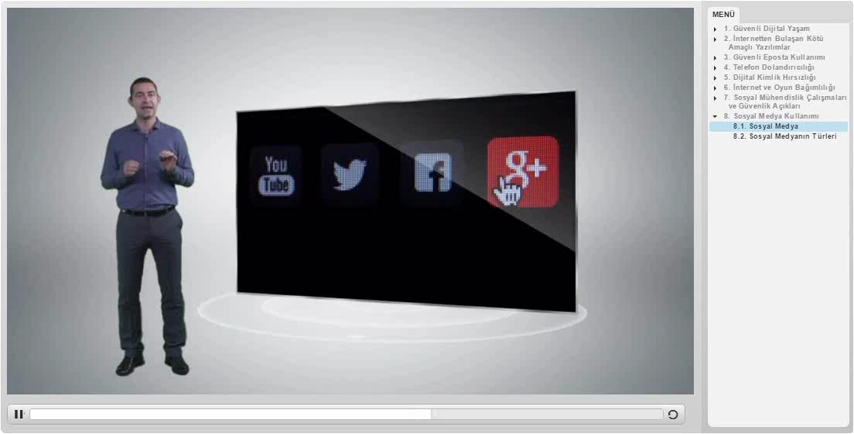 You
Tube
f
g+
MENÜ
1. Güvenli Dijital Yaşam
2. İnternetten Bulaşan Kötü
Amaçlı Yazılımlar
3. Güvenli Eposta Kullanımı
4. Telefon Dolandırıcılığı
5. Dijital Kimlik Hırsızlığı
6. İnternet ve Oyun Bağımlılığı
7. Sosyal Mühendislik Çalışmaları
ve Güvenlik Açıkları
8. Sosyal Medya Kullanımı
8.1. Sosyal Medya
8.2. Sosyal Medyanın Türleri